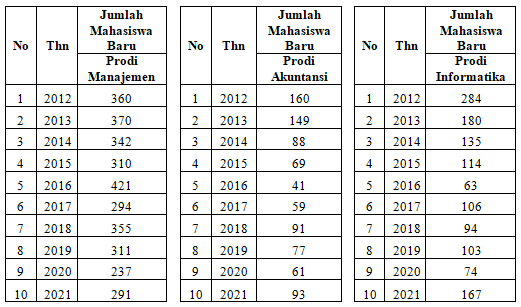 No Thn Jumlah Mahasiswa Baru
Prodi Manajemen
1 2012 360
2 2013 370
3 2014 342
4 2015 310
5 2016 421
6 2017 294
7 2018 355
8 2019 311
9 2020 237
10 2021 291
No Thn Jumlah Mahasiswa Baru
Prodi Akuntansi
1 2012 160
2 2013 149
3 2014 88
4 2015 69
5 2016 41
6 2017 59
7 2018 91
8 2019 77
9 2020 61
10 2021 93
No Thn Jumlah Mahasiswa Baru
Prodi Informatika
1 2012 284
2 2013 180
3 2014 135
4 2015 114
5 2016 63
6 2017 106
7 2018 94
8 2019 103
9 2020 74
10 2021 167